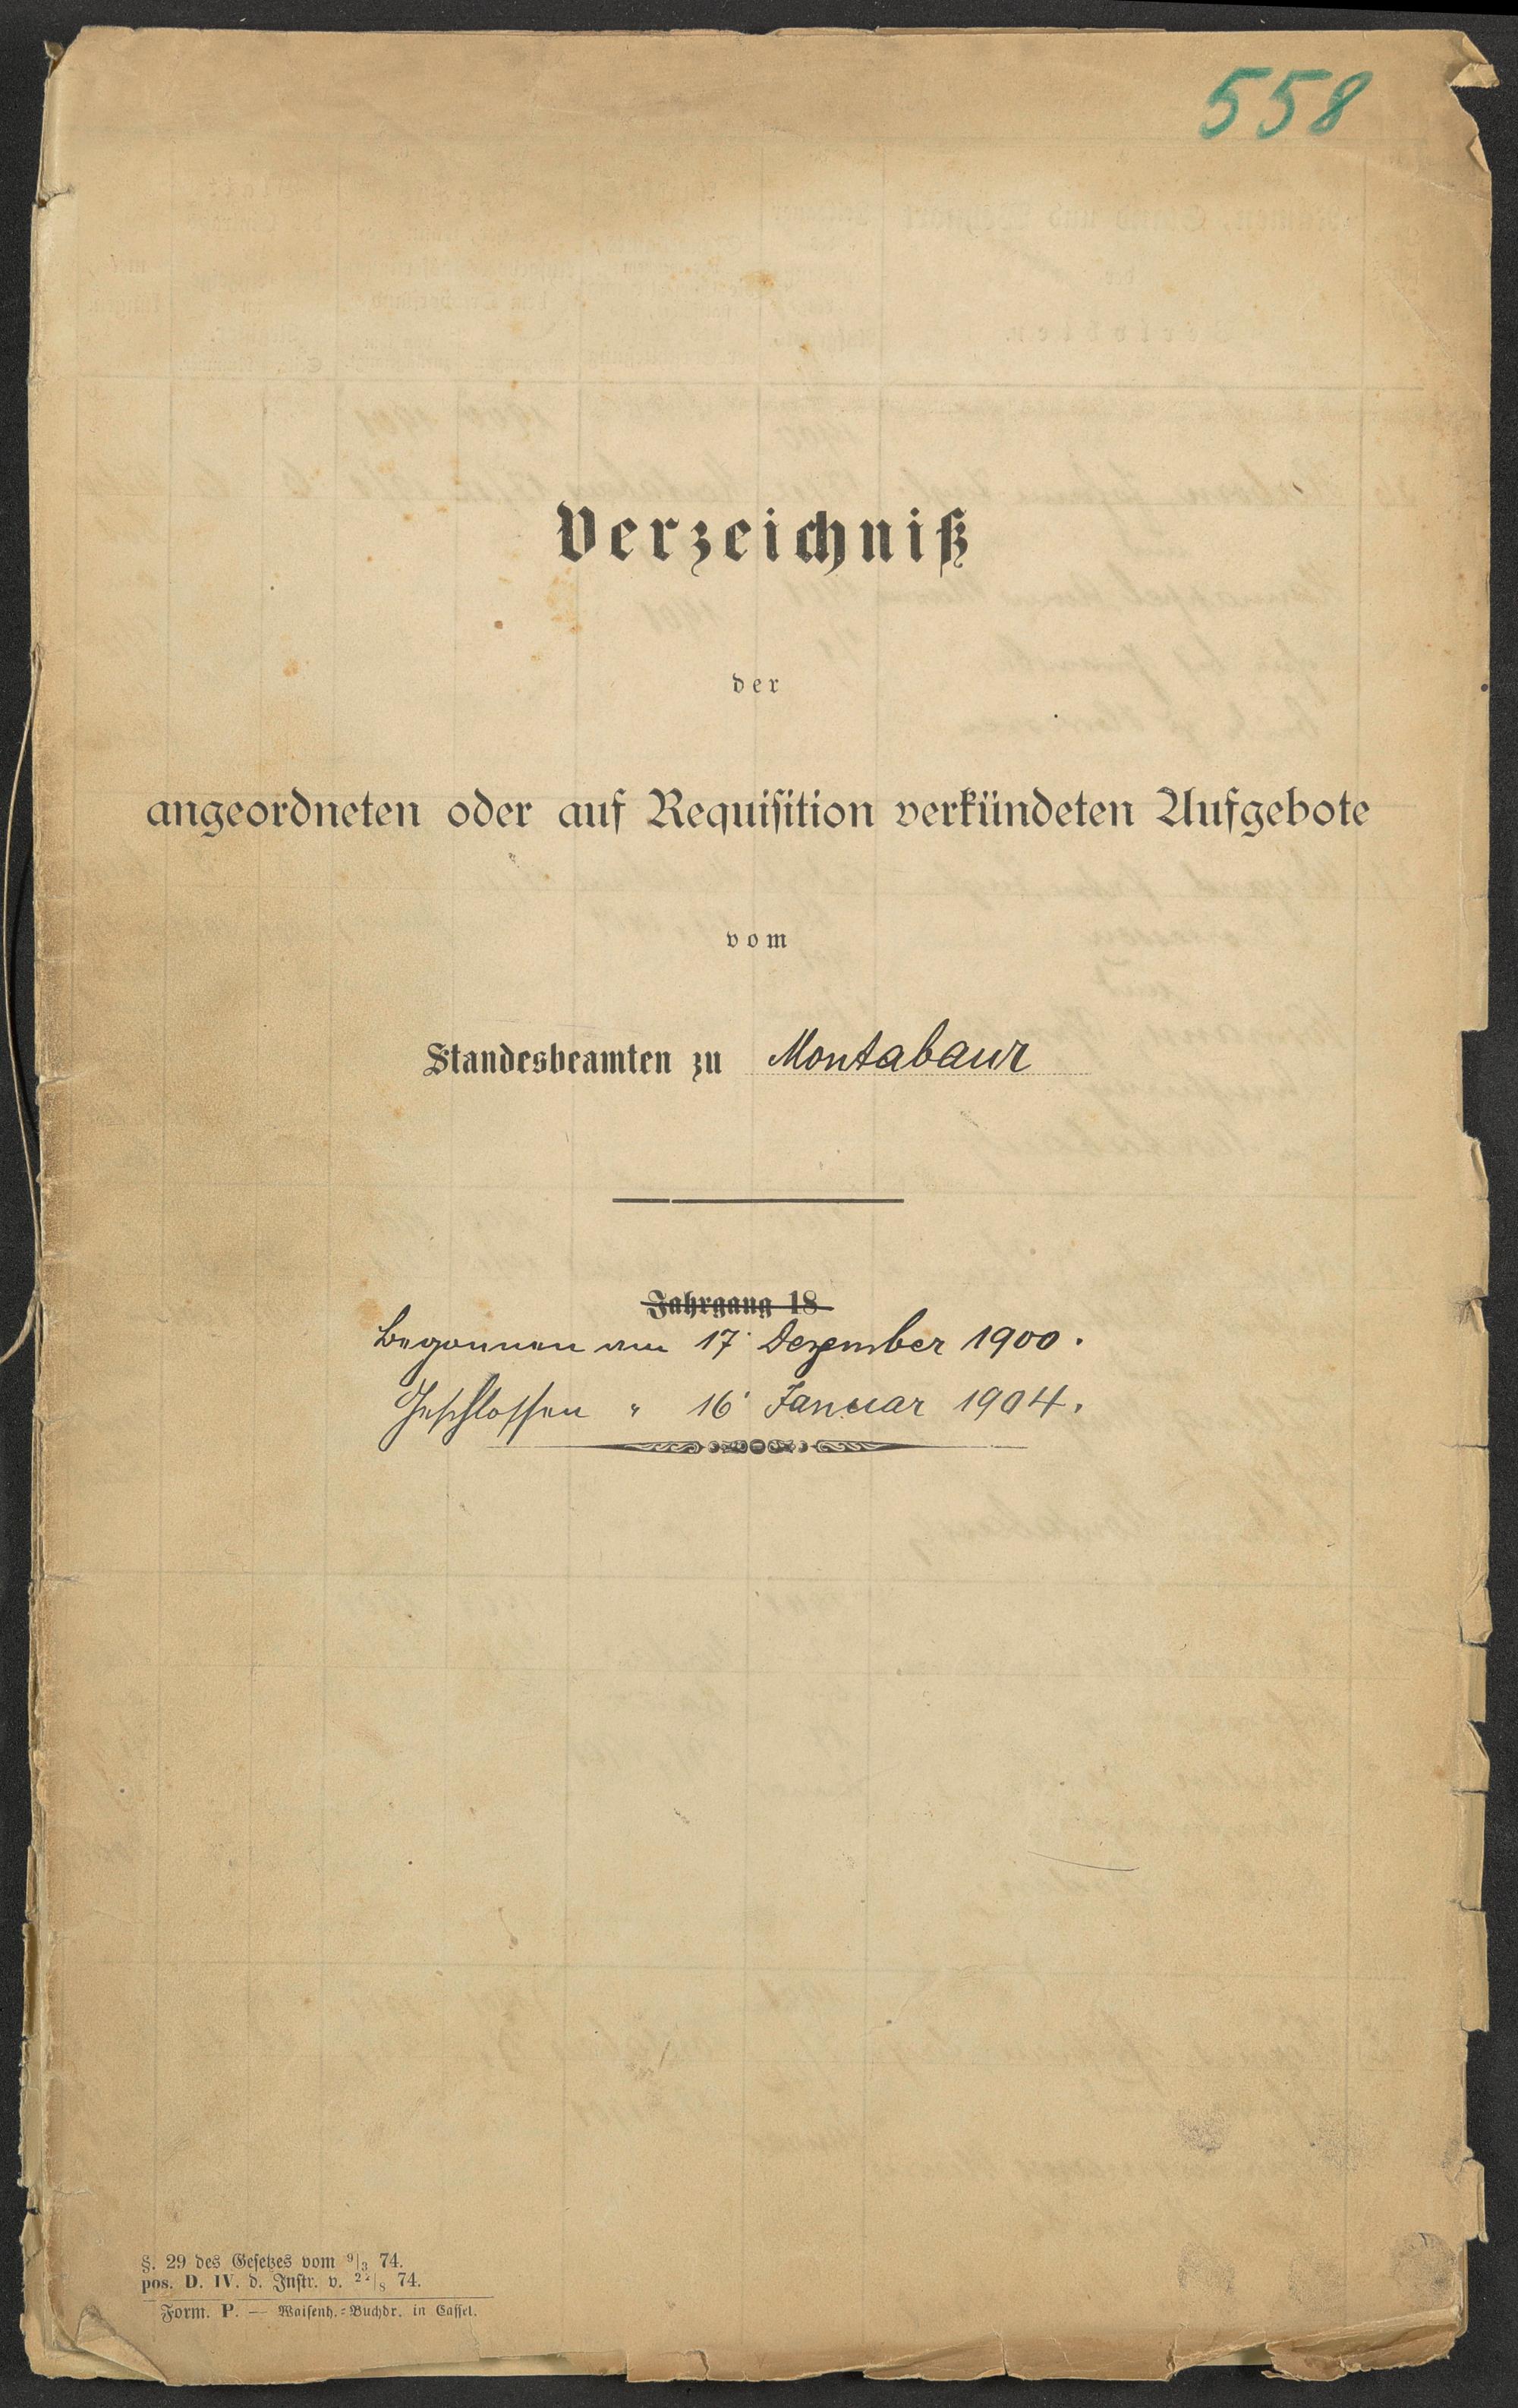 558
Verzeichniß
der
angeordneten oder auf Requisition verkündeten Aufgebote
vom
Standesbeamten zu Montabaur
Jahrgang 18
Begonnen am 17. Dezember 1900.
Geschlossen " 16. Januar 1904.
§. 29 des Gesetzes vom 9/3 74.
pos. D. IV. d. Instr. v. 22/8 74.
Form. P. — Waisenh.=Buchdr. in Cassel.